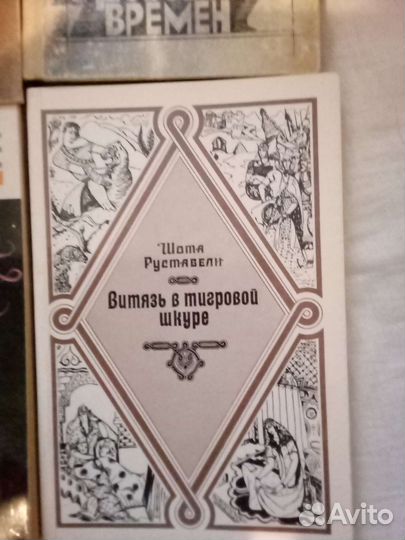 ВРЕМЕН
Шота
Руставели
Витязь в тигровой
шкуре
Avito